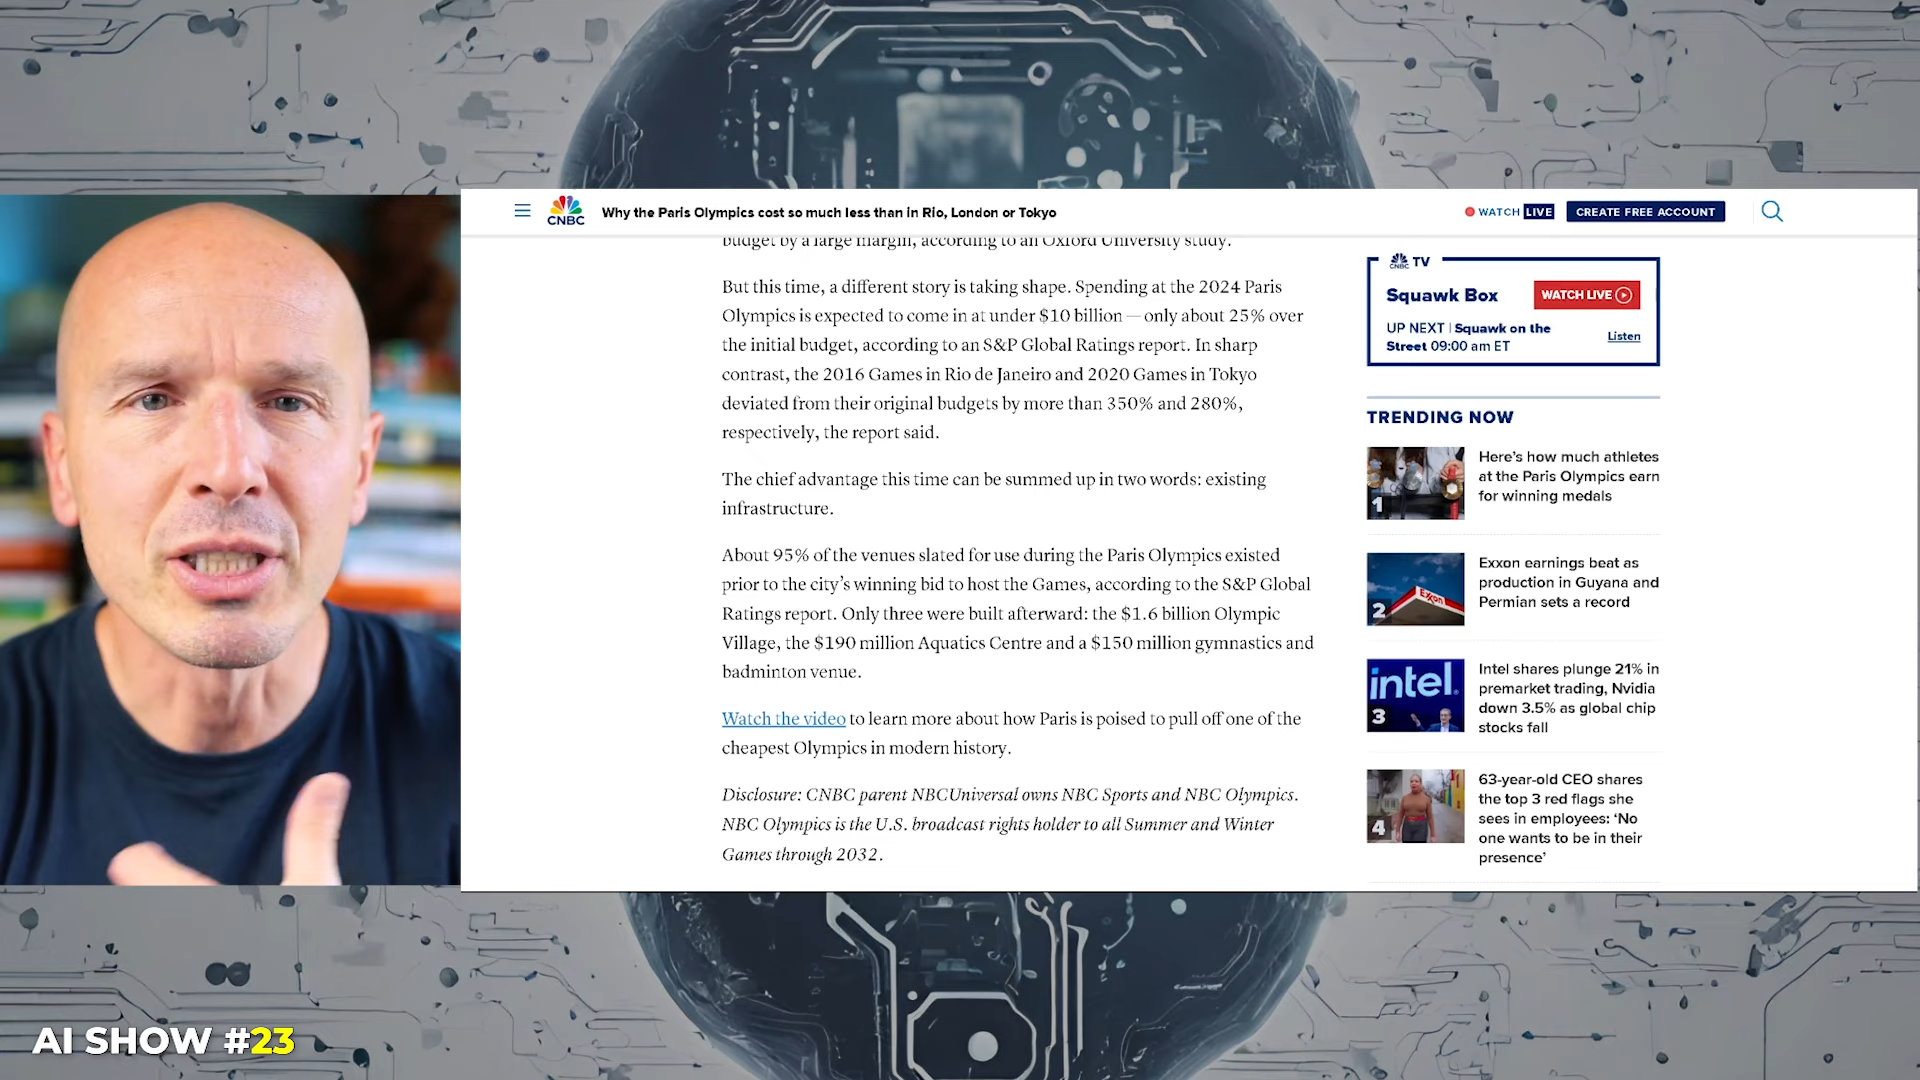 CNBC
Why the Paris Olympics cost so much less than in Rio, London or Tokyo
WATCH LIVE
CREATE FREE ACCOUNT
budget by a large margin, according to an Oxford University study.
But this time, a different story is taking shape. Spending at the 2024 Paris
Olympics is expected to come in at under $10 billion — only about 25% over
the initial budget, according to an S&P Global Ratings report. In sharp
contrast, the 2016 Games in Rio de Janeiro and 2020 Games in Tokyo
deviated from their original budgets by more than 350% and 280%,
respectively, the report said.
The chief advantage this time can be summed up in two words: existing
infrastructure.
About 95% of the venues slated for use during the Paris Olympics existed
prior to the city's winning bid to host the Games, according to the S&P Global
Ratings report. Only three were built afterward: the $1.6 billion Olympic
Village, the $190 million Aquatics Centre and a $150 million gymnastics and
badminton venue.
Watch the video to learn more about how Paris is poised to pull off one of the
cheapest Olympics in modern history.
Disclosure: CNBC parent NBCUniversal owns NBC Sports and NBC Olympics.
NBC Olympics is the U.S. broadcast rights holder to all Summer and Winter
Games through 2032.
CNBC TV
Squawk Box
WATCH LIVE
UP NEXT | Squawk on the
Street 09:00 am ET
Listen
TRENDING NOW
1
Here's how much athletes
at the Paris Olympics earn
for winning medals
Exxon
2
Exxon earnings beat as
production in Guyana and
Permian sets a record
intel.
3
Intel shares plunge 21% in
premarket trading, Nvidia
down 3.5% as global chip
stocks fall
4
63-year-old CEO shares
the top 3 red flags she
sees in employees: 'No
one wants to be in their
presence'
AI SHOW #23